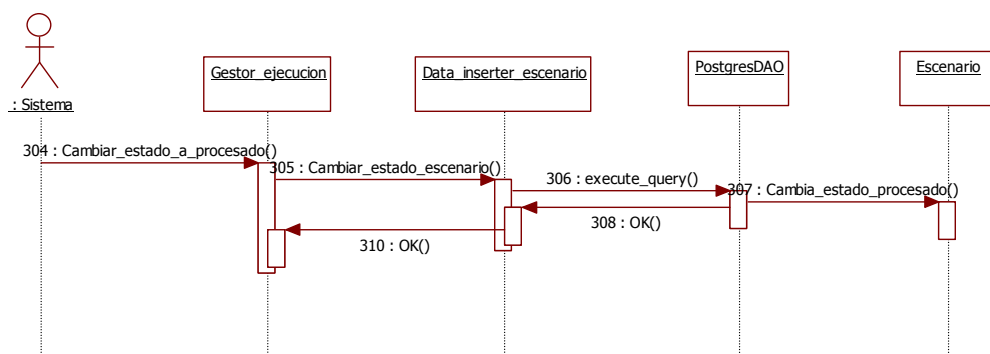 Gestor_ejecucion
Data_inserter_escenario
PostgresDAO
Escenario
: Sistema
304 : Cambiar_estado_a_procesado()
305 : Cambiar_estado_escenario()
306 : execute_query()
307 : Cambia_estado_procesado()
308 : OK()
310 : OK()